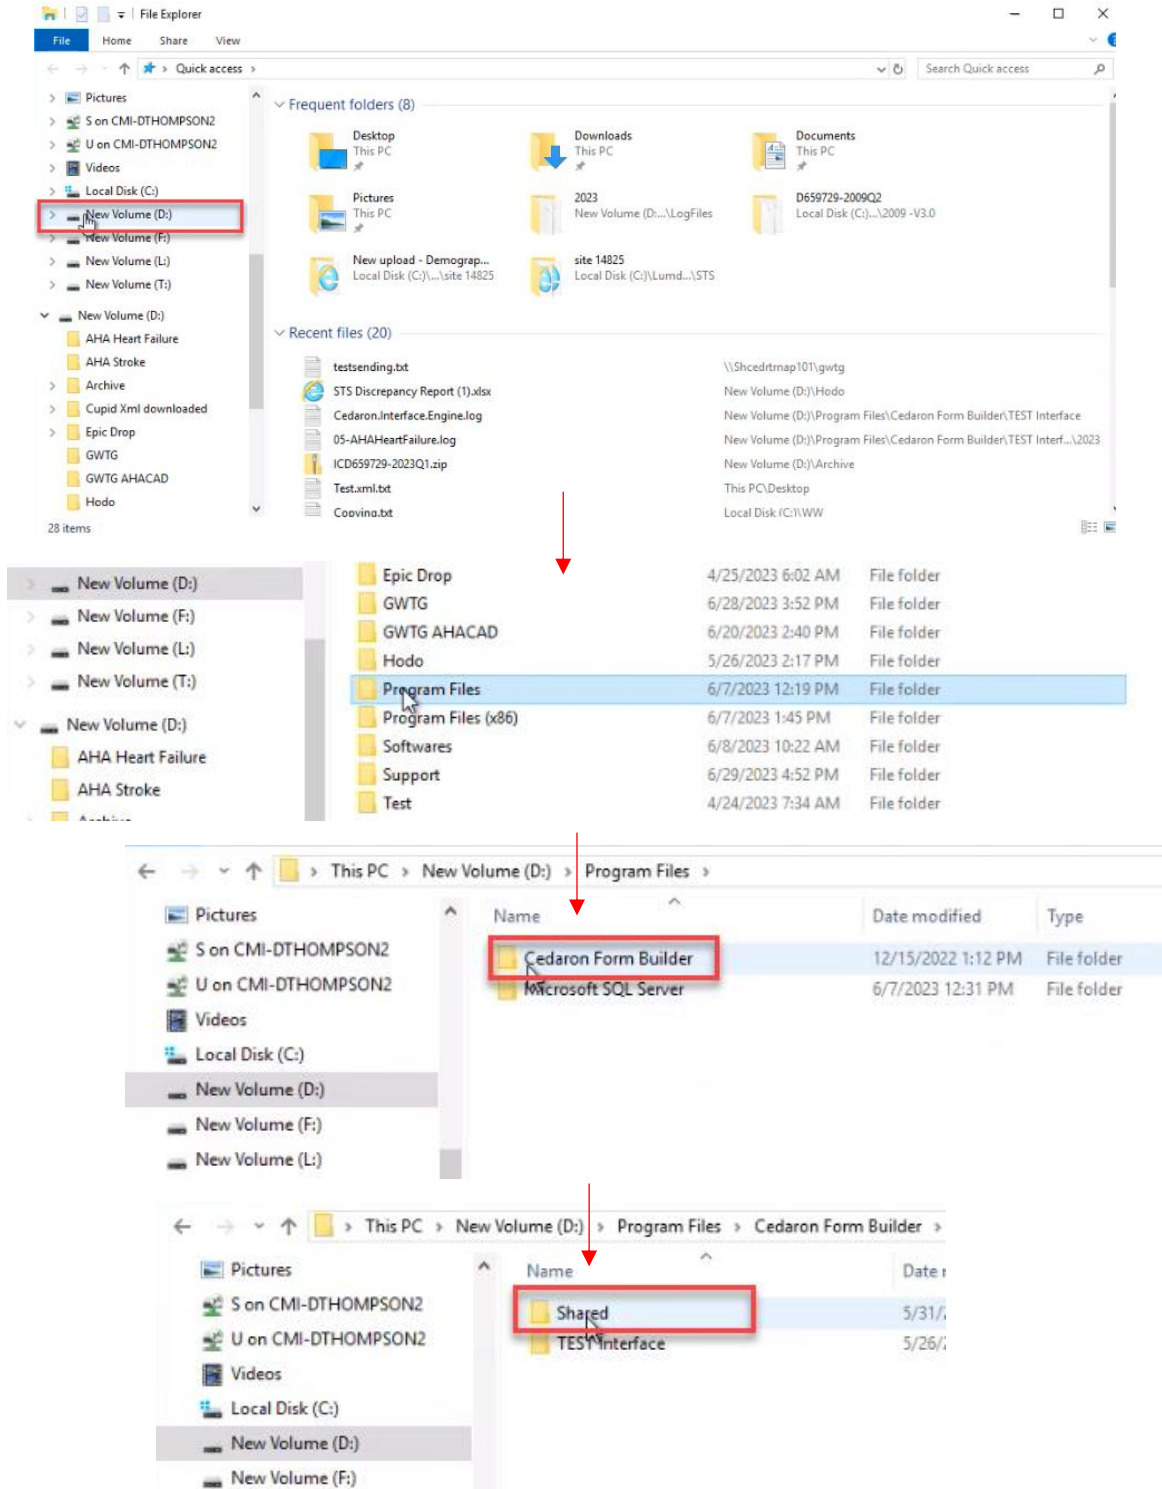 File Explorer
File Home Share View
Quick access Search Quick access
Pictures
S on CMI-DTHOMPSON2
U on CMI-DTHOMPSON2
Videos
Local Disk (C:)
New Volume (D:)
New Volume (F:)
New Volume (L:)
New Volume (T:)
New Volume (D:)
AHA Heart Failure
AHA Stroke
Archive
Cupid Xml downloaded
Epic Drop
GWTG
GWTG AHACAD
Hodo
28 items
Frequent folders (8)
Desktop
This PC
Downloads
This PC
Documents
This PC
Pictures
This PC
2023
New Volume (D:...\LogFiles
D659729-2009Q2
Local Disk (C:)...\2009 -V3.0
New upload - Demograp...
Local Disk (C:)\...\site 14825
site 14825
Local Disk (C:)\Lumd...\STS
Recent files (20)
testsending.txt \\Shcedrtrnap101\gwtg
STS Discrepancy Report (1).xlsx New Volume (D:)\Hodo
Cedaron.Interface.Engine.log New Volume (D:)\Program Files\Cedaron Form Builder\TEST Interface
05-AHAHeartFailure.log New Volume (D:)\Program Files\Cedaron Form Builder\TEST Interf...\2023
ICD659729-2023Q1.zip New Volume (D:)\Archive
Test.xml.txt This PC\Desktop
Copying.txt Local Disk (C:)\WW
New Volume (D:)
New Volume (F:)
New Volume (L:)
New Volume (T:)
New Volume (D:)
AHA Heart Failure
AHA Stroke
Archive
Epic Drop 4/25/2023 6:02 AM File folder
GWTG 6/28/2023 3:52 PM File folder
GWTG AHACAD 6/20/2023 2:40 PM File folder
Hodo 5/26/2023 2:17 PM File folder
Program Files 6/7/2023 12:19 PM File folder
Program Files (x86) 6/7/2023 1:45 PM File folder
Softwares 6/8/2023 10:22 AM File folder
Support 6/29/2023 4:52 PM File folder
Test 4/24/2023 7:34 AM File folder
This PC New Volume (D:) Program Files
Pictures
S on CMI-DTHOMPSON2
U on CMI-DTHOMPSON2
Videos
Local Disk (C:)
New Volume (D:)
New Volume (F:)
New Volume (L:)
Name Date modified Type
Cedaron Form Builder 12/15/2022 1:12 PM File folder
Microsoft SQL Server 6/7/2023 12:31 PM File folder
This PC New Volume (D:) Program Files Cedaron Form Builder
Pictures
S on CMI-DTHOMPSON2
U on CMI-DTHOMPSON2
Videos
Local Disk (C:)
New Volume (D:)
New Volume (F:)
Name Date
Shared 5/31/
TEST Interface 5/26/